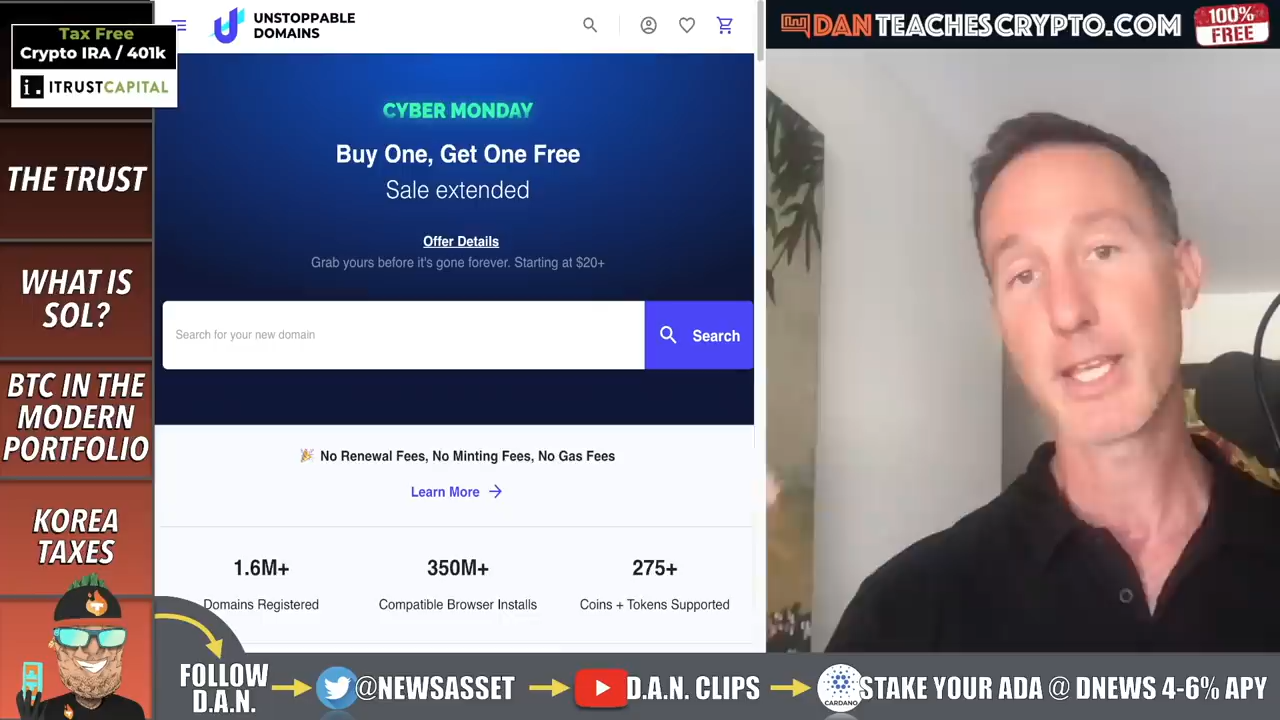 Tax Free
Crypto IRA / 401k
i. ITRUSTCAPITAL
THE TRUST
WHAT IS
SOL?
BTC IN THE
MODERN
PORTFOLIO
KOREA
TAXES
UNSTOPPABLE
DOMAINS
CYBER MONDAY
Buy One, Get One Free
Sale extended
Offer Details
Grab yours before it's gone forever. Starting at $20+
Search for your new domain
Search
🎉 No Renewal Fees, No Minting Fees, No Gas Fees
Learn More →
1.6M+
Domains Registered
350M+
Compatible Browser Installs
275+
Coins + Tokens Supported
DANTEACHESCRYPTO.COM
100%
FREE
FOLLOW
D.A.N.
@NEWSASSET
D.A.N. CLIPS
CARDANO
STAKE YOUR ADA @ DNEWS 4-6% APY